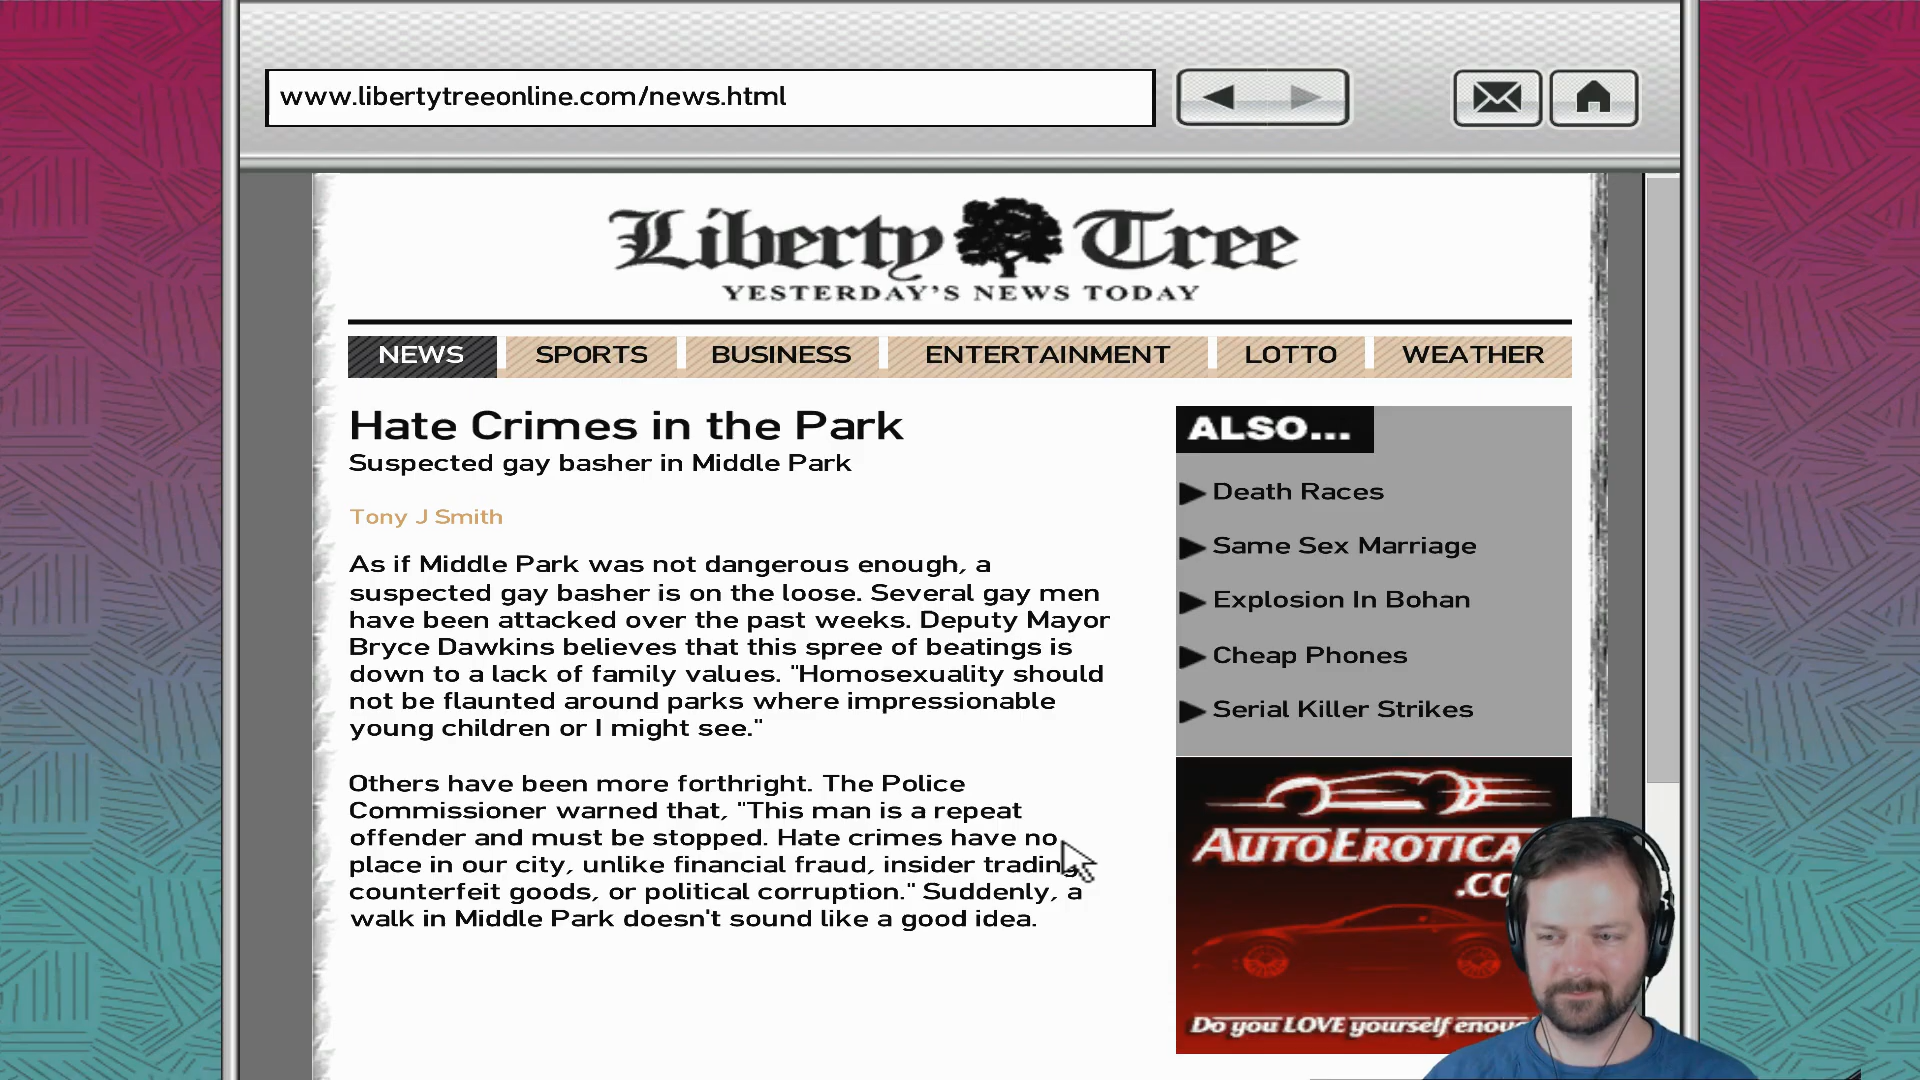 www.libertytreeonline.com/news.html
Liberty Tree
YESTERDAY'S NEWS TODAY
NEWS SPORTS BUSINESS ENTERTAINMENT LOTTO WEATHER
Hate Crimes in the Park
Suspected gay basher in Middle Park
Tony J Smith
As if Middle Park was not dangerous enough, a
suspected gay basher is on the loose. Several gay men
have been attacked over the past weeks. Deputy Mayor
Bryce Dawkins believes that this spree of beatings is
down to a lack of family values. "Homosexuality should
not be flaunted around parks where impressionable
young children or I might see."
Others have been more forthright. The Police
Commissioner warned that, "This man is a repeat
offender and must be stopped. Hate crimes have no
place in our city, unlike financial fraud, insider trading,
counterfeit goods, or political corruption." Suddenly, a
walk in Middle Park doesn't sound like a good idea.
ALSO...
Death Races
Same Sex Marriage
Explosion In Bohan
Cheap Phones
Serial Killer Strikes
AUTOEROTICA
Do you LOVE yourself